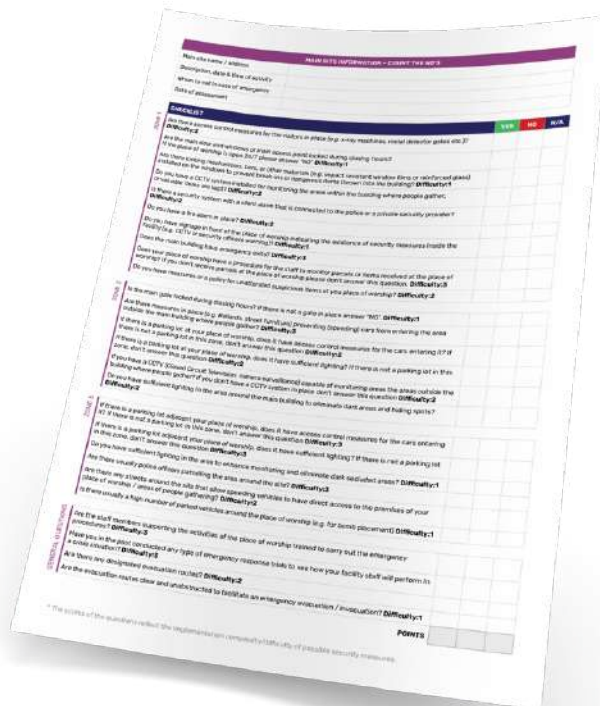 MAIN SITE INFORMATION – COUNT THE NO'S
Main site name / address
Description, date & time of activity
Whom to call in case of emergency
Date of assessment
CHECKLIST YES NO N/A
ZONE 1
Are there access control measures for the visitors in place (e.g. x-ray machines, metal detector gates etc.)?
Difficulty:3
Are the main door and windows at main access point locked during closing hours?
If the place of worship is open 24/7 please answer "NO" Difficulty:1
Are there locking mechanisms, bars, or other materials (e.g. impact resistant window films or reinforced glass)
installed on the windows to prevent break-ins or dangerous items thrown into the building? Difficulty:1
Do you have a CCTV system installed for monitoring the areas within the building where people gather,
or valuable items are kept? Difficulty:2
Is there a security system with a silent alarm that is connected to the police or a private security provider?
Difficulty:2
Do you have a fire alarm in place? Difficulty:3
Do you have signage in front of the place of worship indicating the existence of security measures inside the
facility (e.g. CCTV or security officers warning)? Difficulty:1
Does the main building have emergency exits? Difficulty:3
Does your place of worship have a procedure for the staff to monitor parcels or items received at the place of
worship? If you don't receive parcels at the place of worship please don't answer this question. Difficulty:3
Do you have measures or a policy for unattended suspicious items at you place of worship? Difficulty:2
ZONE 2
Is the main gate locked during closing hours? If there is not a gate in place answer "NO". Difficulty:1
Are there measures in place (e.g. Bollards, street furniture) preventing (speeding) cars from entering the area
outside the main building where people gather? Difficulty:3
If there is a parking lot at your place of worship, does it have access control measures for the cars entering it? If
there is not a parking lot in this zone, don't answer this question Difficulty:2
If there is a parking lot at your place of worship, does it have sufficient lighting? If there is not a parking lot in this
zone, don't answer this question Difficulty:2
If you have a CCTV (Closed Circuit Television camera surveillance) capable of monitoring areas the areas outside the
building where people gather? If you don't have a CCTV system in place don't answer this question Difficulty:2
Do you have sufficient lighting in the area around the main building to eliminate dark areas and hiding spots?
Difficulty:2
ZONE 3
If there is a parking lot adjacent your place of worship, does it have access control measures for the cars entering
it? If there is not a parking lot in this zone, don't answer this question Difficulty:3
If there is a parking lot adjacent your place of worship, does it have sufficient lighting? If there is not a parking lot
in this zone, don't answer this question Difficulty:3
Do you have sufficient lighting in the area to enhance monitoring and eliminate dark secluded areas? Difficulty:1
Are there usually police officers patrolling the area around the site? Difficulty:3
Are there any streets around the site that allow speeding vehicles to have direct access to the premises of your
place of worship / areas of people gathering? Difficulty:2
Is there usually a high number of parked vehicles around the place of worship (e.g. for bomb placement) Difficulty:1
GENERAL QUESTIONS
Are the staff members supporting the activities of the place of worship trained to carry out the emergency
procedures? Difficulty:3
Have you in the past conducted any type of emergency response trials to see how your facility staff will perform in
a crisis situation? Difficulty:3
Are there any designated evacuation routes? Difficulty:2
Are the evacuation routes clear and unobstructed to facilitate an emergency evacuation / invacuation? Difficulty:1
POINTS
* The scores of the questions reflect the implementation complexity/difficulty of possible security measures.